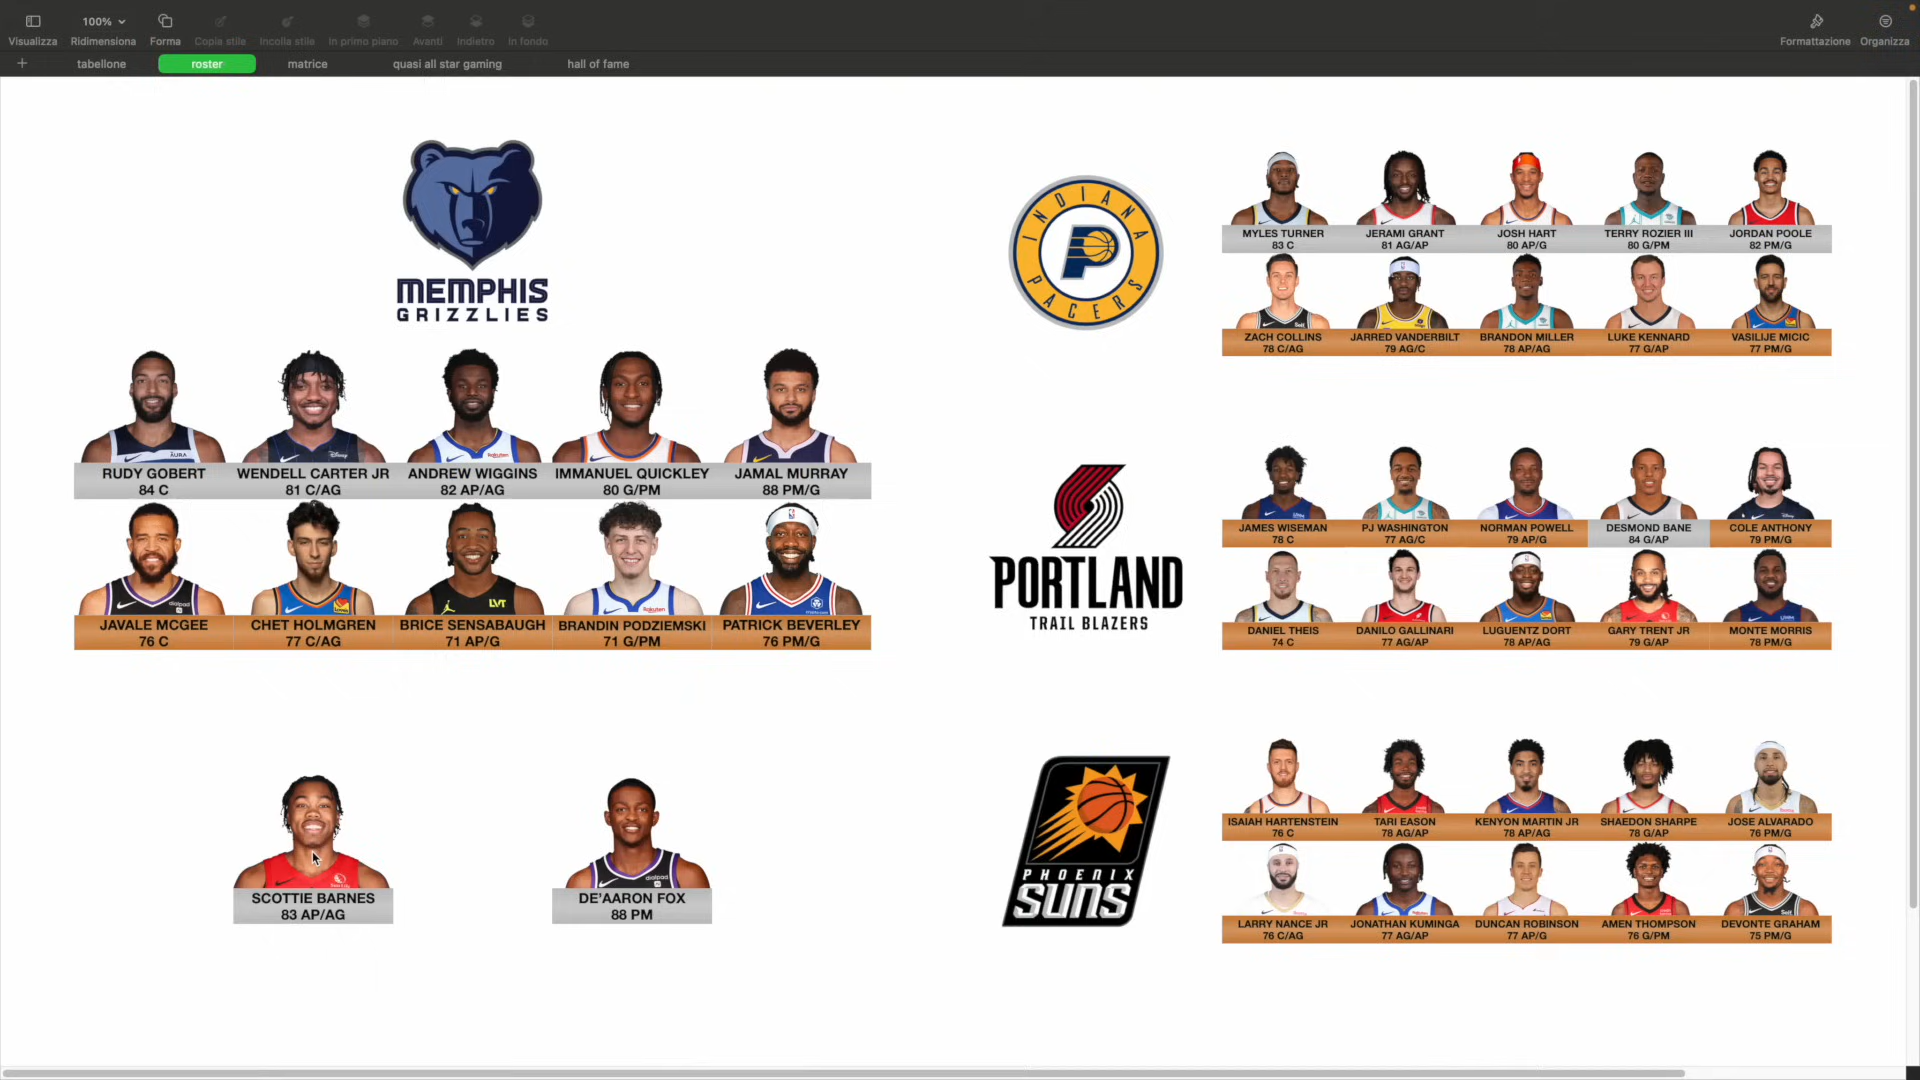 Visualizza
100%
Ridimensiona
Forma
Copia stile
Incolla stile
In primo piano
Avanti
Indietro
In fondo
Formattazione
Organizza
+
tabellone
roster
matrice
quasi all star gaming
hall of fame
MEMPHIS
GRIZZLIES
RUDY GOBERT
84 C
WENDELL CARTER JR
81 C/AG
ANDREW WIGGINS
82 AP/AG
IMMANUEL QUICKLEY
80 G/PM
JAMAL MURRAY
88 PM/G
JAVALE MCGEE
76 C
CHET HOLMGREN
77 C/AG
BRICE SENSABAUGH
71 AP/G
BRANDIN PODZIEMSKI
71 G/PM
PATRICK BEVERLEY
76 PM/G
SCOTTIE BARNES
83 AP/AG
DE'AARON FOX
88 PM
INDIANA
PACERS
MYLES TURNER
83 C
JERAMI GRANT
81 AG/AP
JOSH HART
80 AP/G
TERRY ROZIER III
80 G/PM
JORDAN POOLE
82 PM/G
ZACH COLLINS
78 C/AG
JARRED VANDERBILT
79 AG/C
BRANDON MILLER
78 AP/AG
LUKE KENNARD
77 G/AP
VASILIJE MICIC
77 PM/G
PORTLAND
TRAIL BLAZERS
JAMES WISEMAN
78 C
PJ WASHINGTON
77 AG/C
NORMAN POWELL
79 AP/G
DESMOND BANE
84 G/AP
COLE ANTHONY
79 PM/G
DANIEL THEIS
74 C
DANILO GALLINARI
77 AG/AP
LUGUENTZ DORT
78 AP/AG
GARY TRENT JR
79 G/AP
MONTE MORRIS
78 PM/G
PHOENIX
SUNS
ISAIAH HARTENSTEIN
76 C
TARI EASON
78 AG/AP
KENYON MARTIN JR
78 AP/AG
SHAEDON SHARPE
78 G/AP
JOSE ALVARADO
76 PM/G
LARRY NANCE JR
76 C/AG
JONATHAN KUMINGA
77 AG/AP
DUNCAN ROBINSON
77 AP/G
AMEN THOMPSON
76 G/PM
DEVONTE GRAHAM
75 PM/G